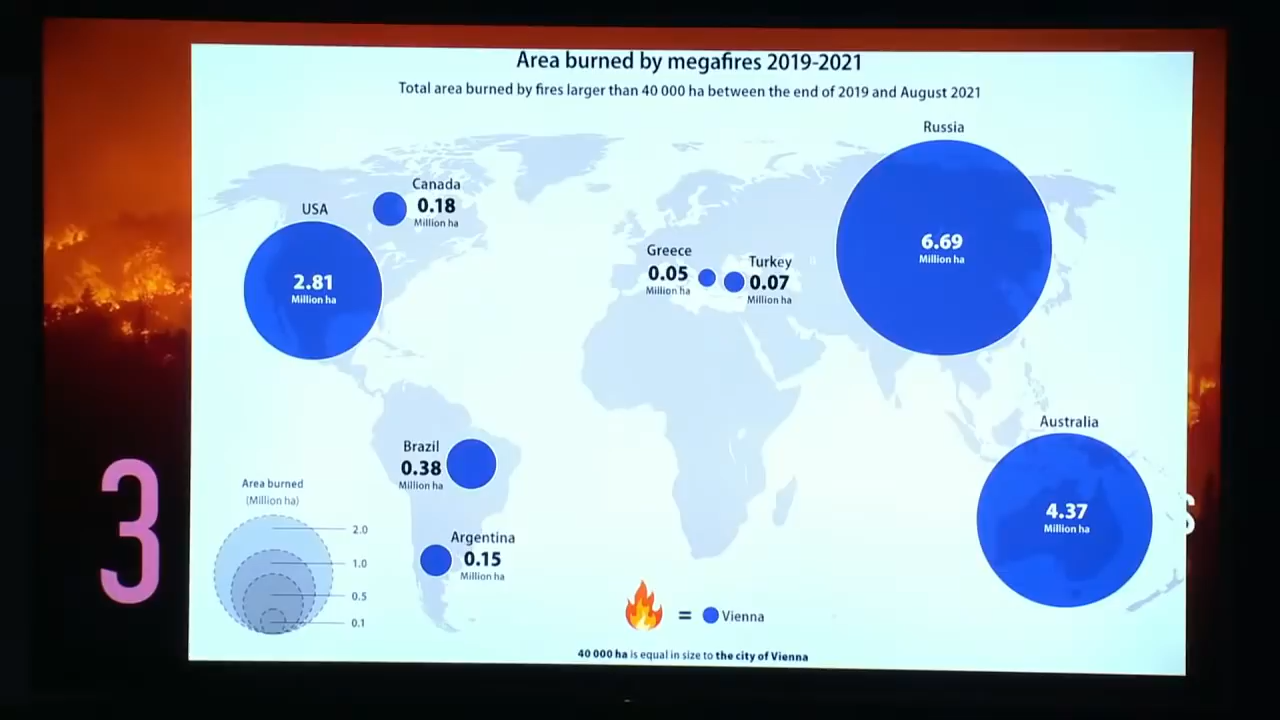 Area burned by megafires 2019-2021
Total area burned by fires larger than 40 000 ha between the end of 2019 and August 2021
Russia
6.69
Million ha
Canada
0.18
Million ha
USA
2.81
Million ha
Greece
0.05
Million ha
Turkey
0.07
Million ha
Australia
4.37
Million ha
Brazil
0.38
Million ha
Argentina
0.15
Million ha
Area burned
(Million ha)
2.0
1.0
0.5
0.1
3
= Vienna
40 000 ha is equal in size to the city of Vienna